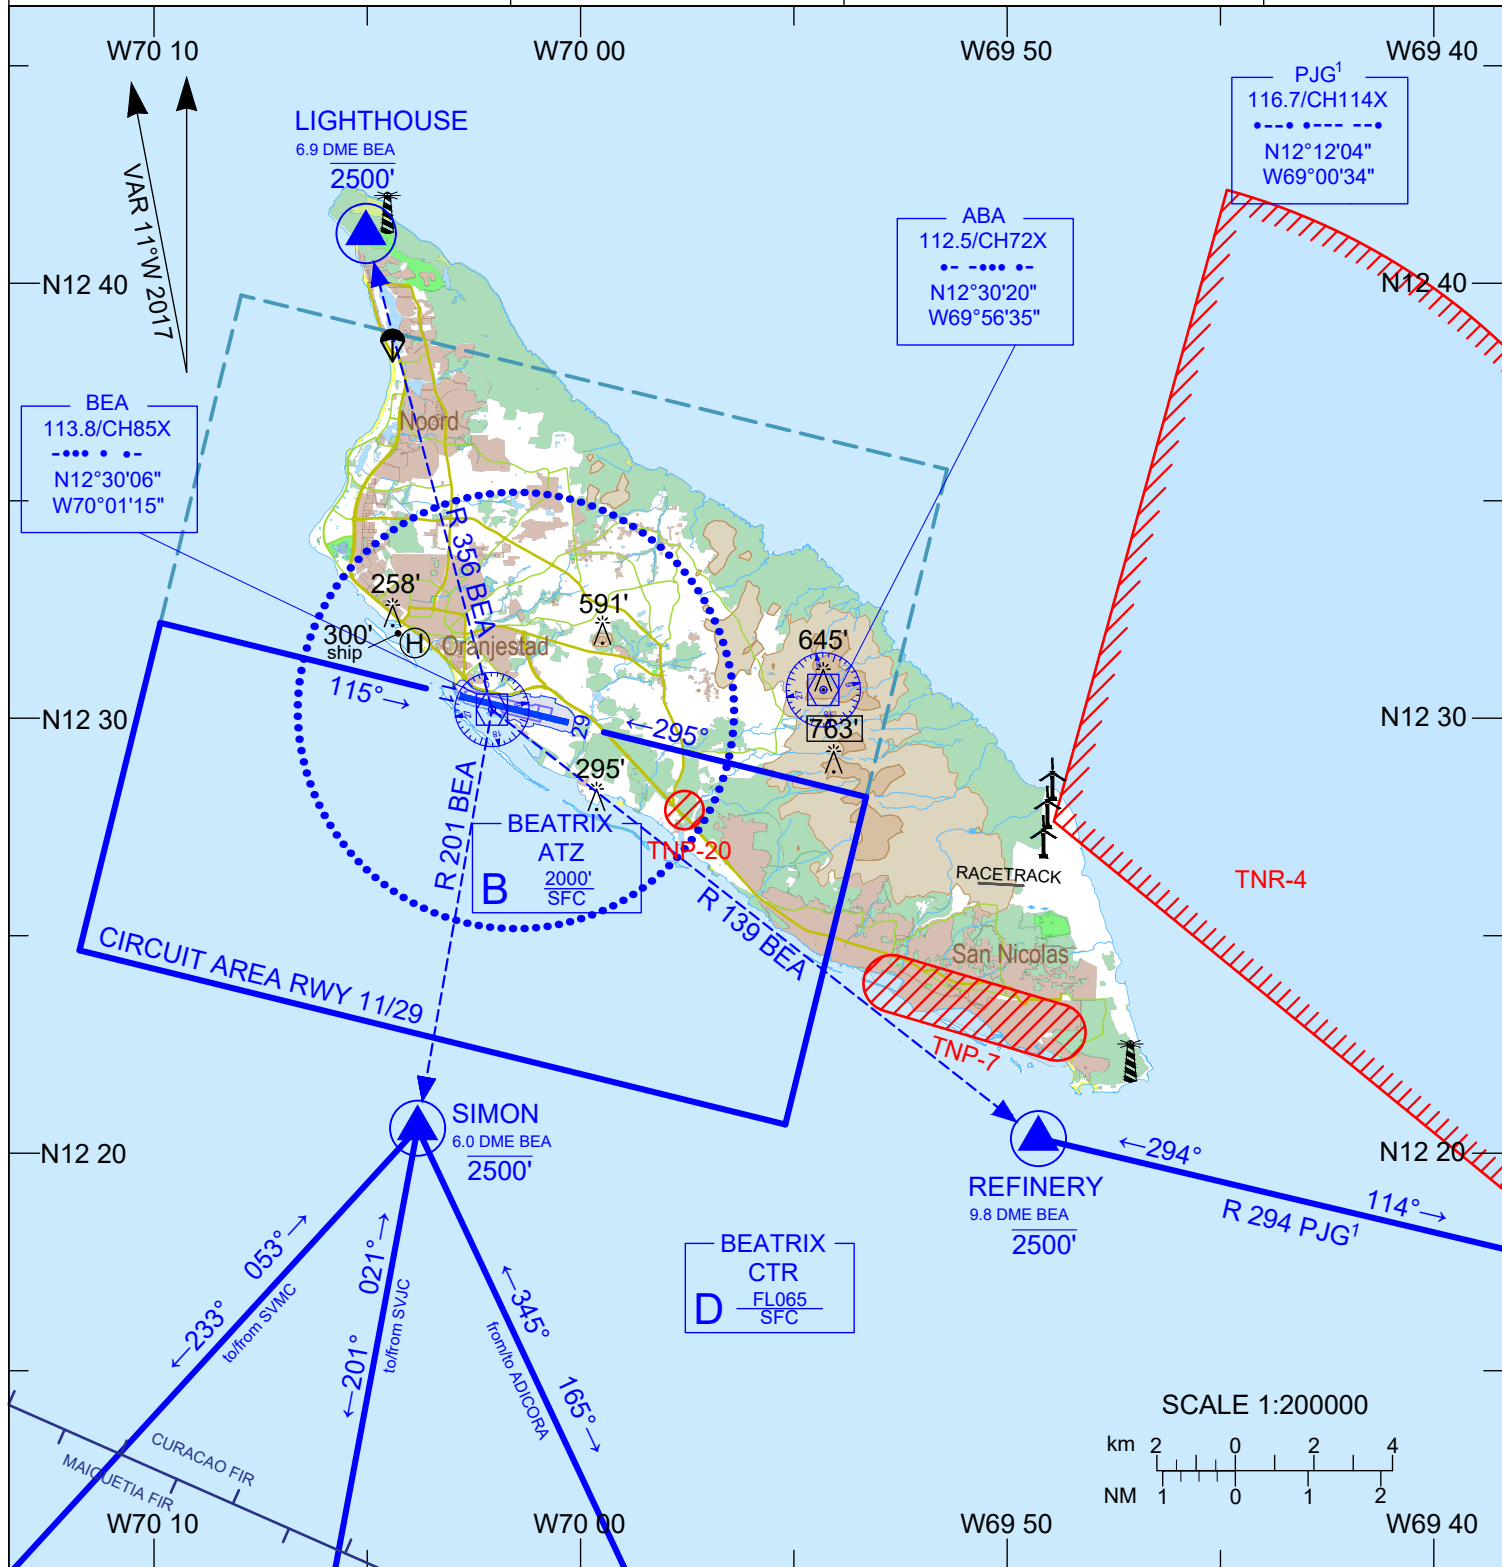 W70 10
W70 00
W69 50
W69 40
VAR 11°W 2017
LIGHTHOUSE
6.9 DME BEA
2500'
PJG¹
116.7/CH114X
N12°12'04"
W69°00'34"
ABA
112.5/CH72X
N12°30'20"
W69°56'35"
N12 40
N12 40
BEA
113.8/CH85X
N12°30'06"
W70°01'15"
Noord
R 356 BEA
258'
591'
300'
ship
H
Oranjestad
645'
115°→
29
←295°
763'
N12 30
N12 30
295'
R 201 BEA
BEATRIX
ATZ
B
2000'
SFC
TNP-20
RACETRACK
TNR-4
R 139 BEA
San Nicolas
CIRCUIT AREA RWY 11/29
TNP-7
SIMON
6.0 DME BEA
2500'
N12 20
N12 20
←294°
REFINERY
9.8 DME BEA
2500'
114°→
R 294 PJG¹
053°→
←233°
to/from SVMC
021°→
←201°
to/from SVJC
←345°
165°→
from/to ADICORA
BEATRIX
CTR
D
FL065
SFC
CURACAO FIR
MAIQUETIA FIR
SCALE 1:200000
km 2 0 2 4
NM 1 0 1 2
W70 10
W70 00
W69 50
W69 40